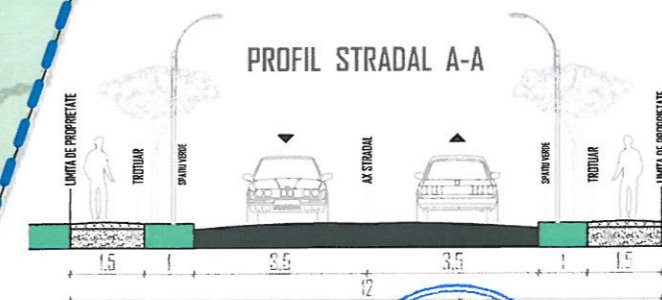 PROFIL STRADAL A-A
LIMITA DE PROPRIETATE
TROTUAR
SPATIU VERDE
AX STRADAL
SPATIU VERDE
TROTUAR
LIMITA DE PROPRIETATE
1.5 1 3.5 3.5 1 1.5
12